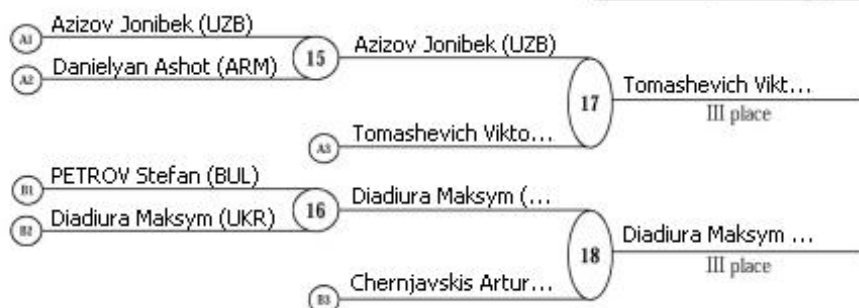 A1 Azizov Jonibek (UZB)
A2 Danielyan Ashot (ARM)
15
Azizov Jonibek (UZB)
A3 Tomashevich Vikto...
17
Tomashevich Vikt...
III place
B1 PETROV Stefan (BUL)
B2 Diadiura Maksym (UKR)
16
Diadiura Maksym (...
B3 Chernjavskis Artur...
18
Diadiura Maksym ...
III place